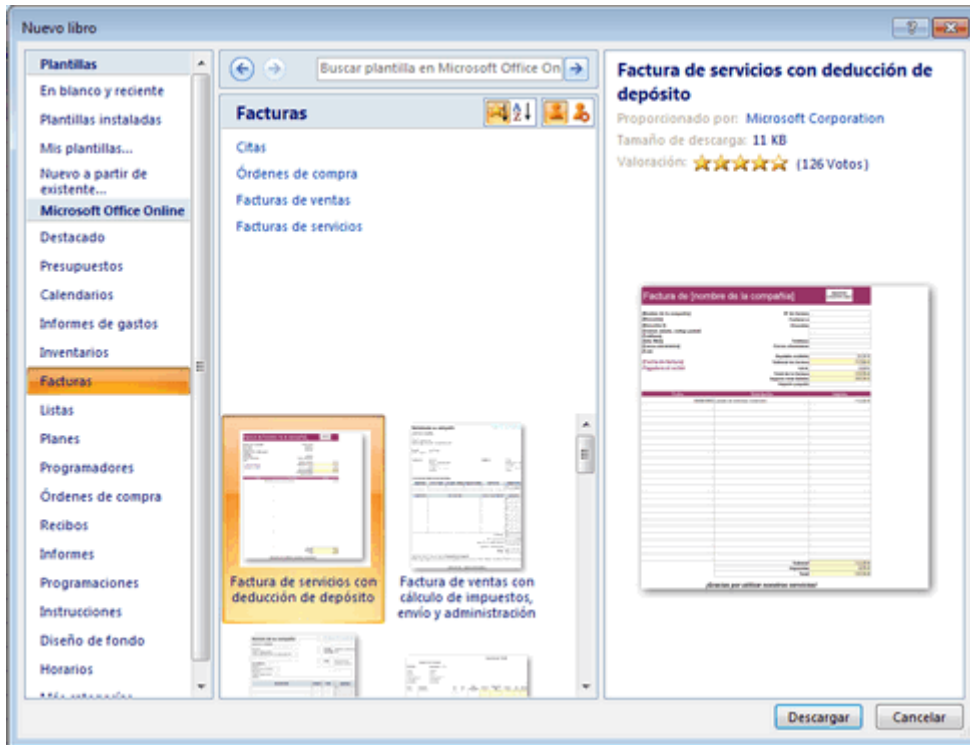 Nuevo libro
Plantillas
En blanco y reciente
Plantillas instaladas
Mis plantillas...
Nuevo a partir de
existente...
Microsoft Office Online
Destacado
Presupuestos
Calendarios
Informes de gastos
Inventarios
Facturas
Listas
Planes
Programadores
Órdenes de compra
Recibos
Informes
Programaciones
Instrucciones
Diseño de fondo
Horarios
Más categorías
Buscar plantilla en Microsoft Office On
Facturas
Citas
Órdenes de compra
Facturas de ventas
Facturas de servicios
Factura de servicios con
deducción de depósito
Factura de ventas con
cálculo de impuestos,
envío y administración
Factura de servicios con deducción de
depósito
Proporcionado por: Microsoft Corporation
Tamaño de descarga: 11 KB
Valoración: (126 Votos)
Factura de [nombre de la compañía]
¡Gracias por utilizar nuestros servicios!
Descargar
Cancelar